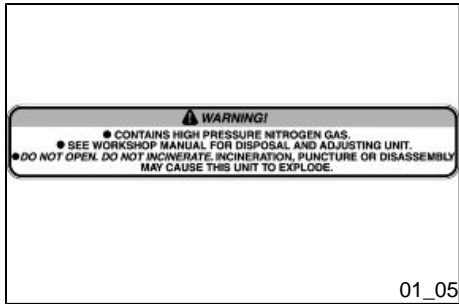 WARNING!
● CONTAINS HIGH PRESSURE NITROGEN GAS.
● SEE WORKSHOP MANUAL FOR DISPOSAL AND ADJUSTING UNIT.
● DO NOT OPEN. DO NOT INCINERATE. INCINERATION, PUNCTURE OR DISASSEMBLY
MAY CAUSE THIS UNIT TO EXPLODE.
01_05